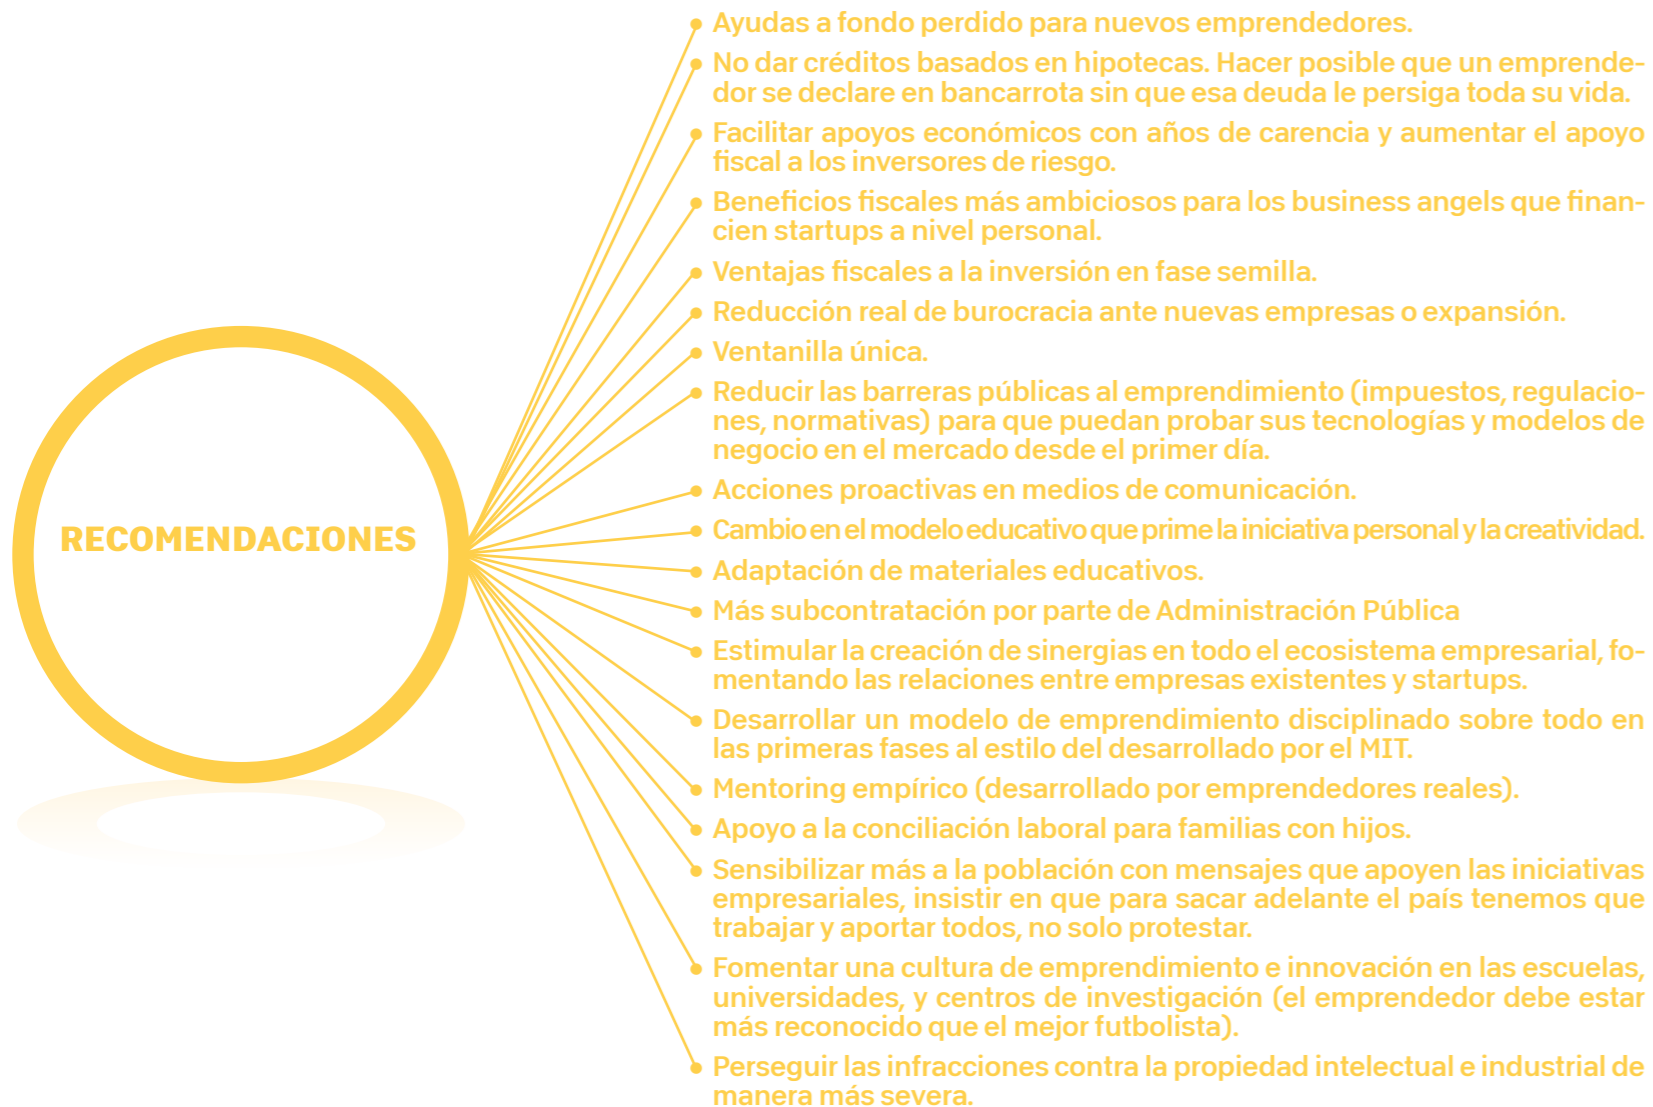 RECOMENDACIONES
Ayudas a fondo perdido para nuevos emprendedores.
No dar créditos basados en hipotecas. Hacer posible que un emprende-
dor se declare en bancarrota sin que esa deuda le persiga toda su vida.
Facilitar apoyos económicos con años de carencia y aumentar el apoyo
fiscal a los inversores de riesgo.
Beneficios fiscales más ambiciosos para los business angels que finan-
cien startups a nivel personal.
Ventajas fiscales a la inversión en fase semilla.
Reducción real de burocracia ante nuevas empresas o expansión.
Ventanilla única.
Reducir las barreras públicas al emprendimiento (impuestos, regulacio-
nes, normativas) para que puedan probar sus tecnologías y modelos de
negocio en el mercado desde el primer día.
Acciones proactivas en medios de comunicación.
Cambio en el modelo educativo que prime la iniciativa personal y la creatividad.
Adaptación de materiales educativos.
Más subcontratación por parte de Administración Pública
Estimular la creación de sinergias en todo el ecosistema empresarial, fo-
mentando las relaciones entre empresas existentes y startups.
Desarrollar un modelo de emprendimiento disciplinado sobre todo en
las primeras fases al estilo del desarrollado por el MIT.
Mentoring empírico (desarrollado por emprendedores reales).
Apoyo a la conciliación laboral para familias con hijos.
Sensibilizar más a la población con mensajes que apoyen las iniciativas
empresariales, insistir en que para sacar adelante el país tenemos que
trabajar y aportar todos, no solo protestar.
Fomentar una cultura de emprendimiento e innovación en las escuelas,
universidades, y centros de investigación (el emprendedor debe estar
más reconocido que el mejor futbolista).
Perseguir las infracciones contra la propiedad intelectual e industrial de
manera más severa.